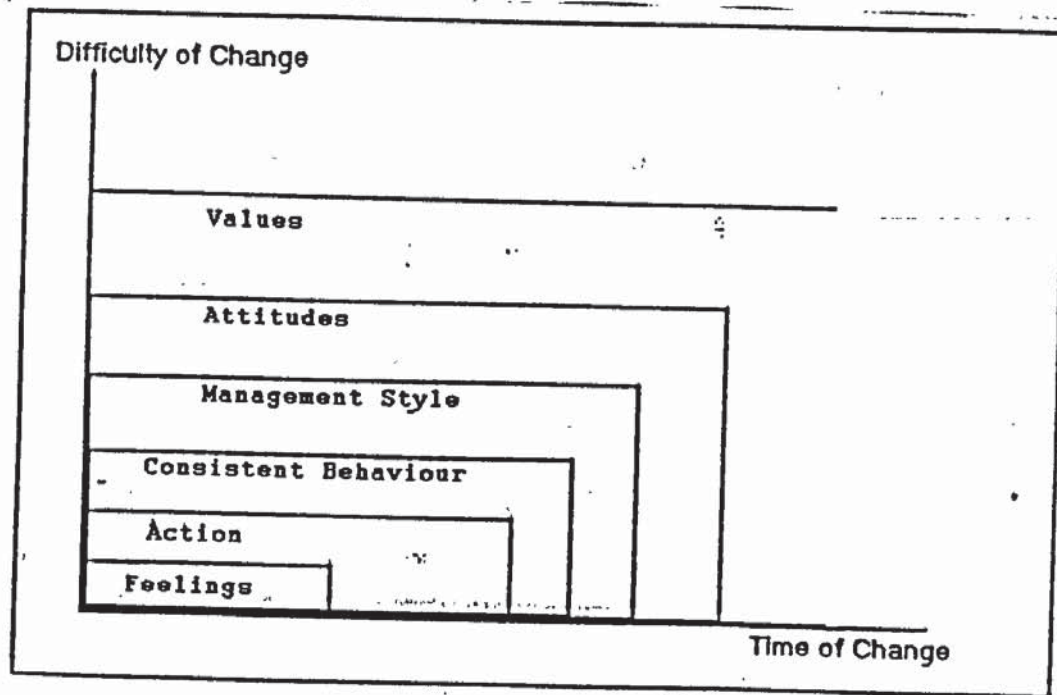 Difficulty of Change
Values
Attitudes
Management Style
Consistent Behaviour
Action
Feelings
Time of Change